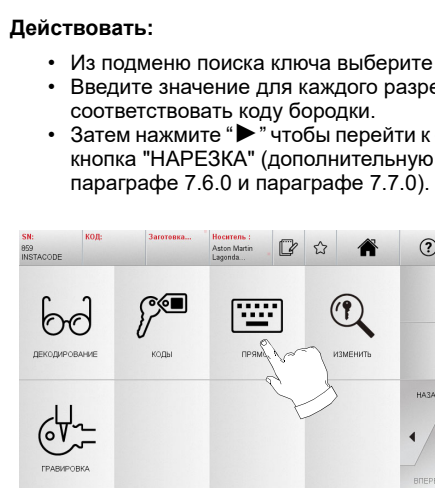 Действовать:
• Из подменю поиска ключа выберите
• Введите значение для каждого разре
соответствовать коду бородки.
• Затем нажмите “►” чтобы перейти к
кнопка "НАРЕЗКА" (дополнительную
параграфе 7.6.0 и параграфе 7.7.0).
SN: КОД: Заготовка... Носитель :
859 Aston Martin
INSTACODE Lagonda...
ДЕКОДИРОВАНИЕ КОДЫ ПРЯМО ИЗМЕНИТЬ
НАЗА
ГРАВИРОВКА
ВПЕРЕ